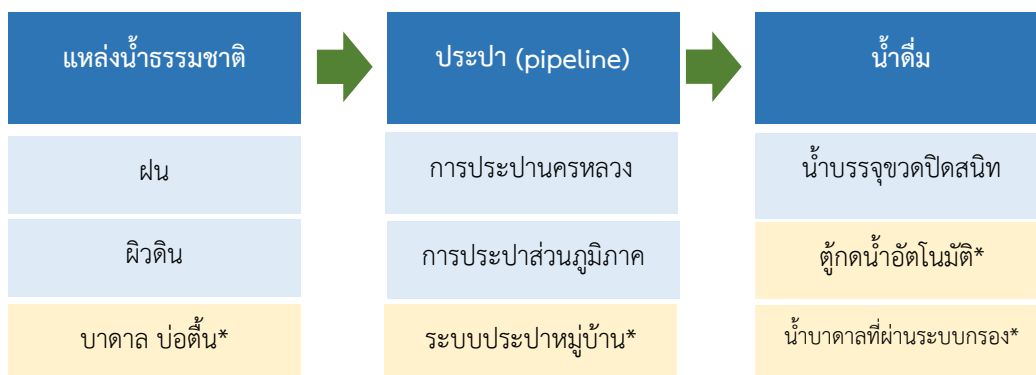 แหล่งน้ำธรรมชาติ
ประปา (pipeline)
น้ำดื่ม
ฝน
การประปานครหลวง
น้ำบรรจุขวดปิดสนิท
ผิวดิน
การประปาส่วนภูมิภาค
ตู้กดน้ำอัตโนมัติ*
บาดาล บ่อตื้น*
ระบบประปาหมู่บ้าน*
น้ำบาดาลที่ผ่านระบบกรอง*